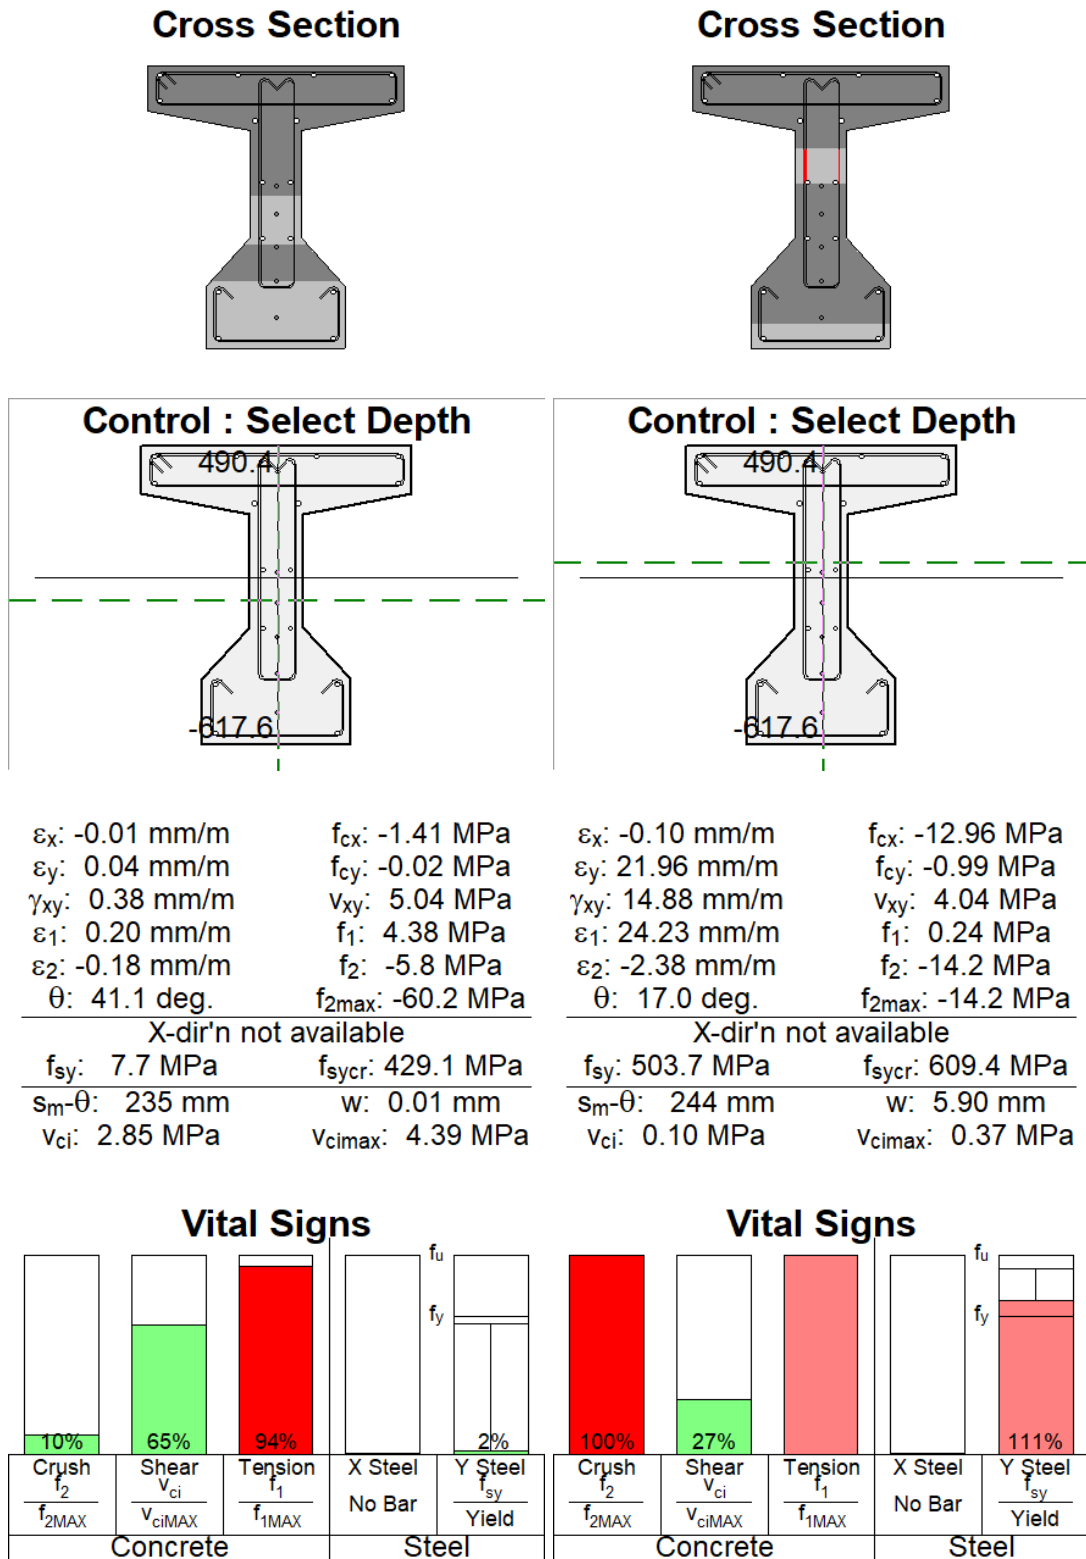 Cross Section
Cross Section
Control : Select Depth
Control : Select Depth
490.4
490.4
-617.6
-617.6
εx: -0.01 mm/m fcx: -1.41 MPa
εy: 0.04 mm/m fcy: -0.02 MPa
γxy: 0.38 mm/m vxy: 5.04 MPa
ε1: 0.20 mm/m f1: 4.38 MPa
ε2: -0.18 mm/m f2: -5.8 MPa
θ: 41.1 deg. f2max: -60.2 MPa
X-dir'n not available
fsy: 7.7 MPa fsycr: 429.1 MPa
sm-θ: 235 mm w: 0.01 mm
vci: 2.85 MPa vcimax: 4.39 MPa
εx: -0.10 mm/m fcx: -12.96 MPa
εy: 21.96 mm/m fcy: -0.99 MPa
γxy: 14.88 mm/m vxy: 4.04 MPa
ε1: 24.23 mm/m f1: 0.24 MPa
ε2: -2.38 mm/m f2: -14.2 MPa
θ: 17.0 deg. f2max: -14.2 MPa
X-dir'n not available
fsy: 503.7 MPa fsycr: 609.4 MPa
sm-θ: 244 mm w: 5.90 mm
vci: 0.10 MPa vcimax: 0.37 MPa
Vital Signs
fu
fy
10% 65% 94% 2%
Crush Shear Tension X Steel Y Steel
f2 vci f1 No Bar fsy
f2MAX vciMAX f1MAX Yield
Concrete Steel
Vital Signs
fu
fy
100% 27% 111%
Crush Shear Tension X Steel Y Steel
f2 vci f1 No Bar fsy
f2MAX vciMAX f1MAX Yield
Concrete Steel